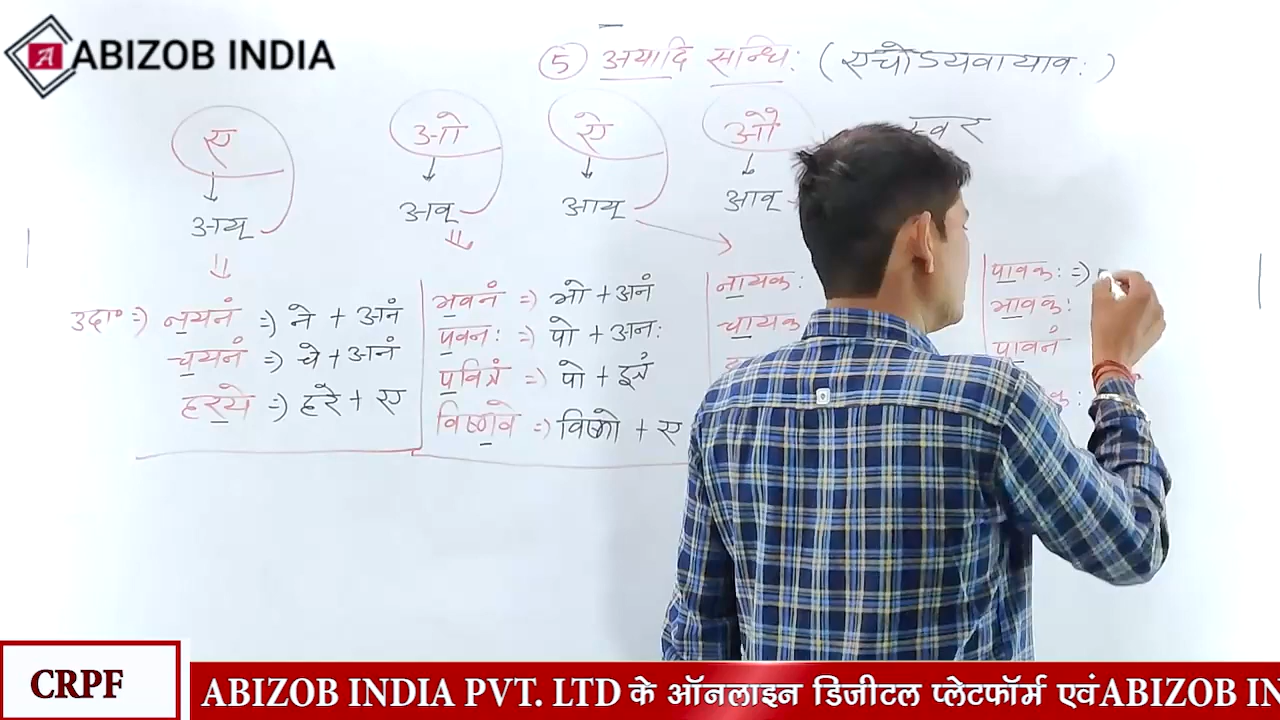 ABIZOB INDIA
५ अयादि सन्धिः (एचोऽयवायावः)
ए ओ ऐ औ स्वर
अय् अव् आय् आव्
उदा० => नयनं => ने + अनं
चयनं => चे + अनं
हरये => हरे + ए
भवनं => भो + अनं
पवनः => पो + अनः
पवित्रं => पो + इत्रं
विष्णवे => विष्णो + ए
नायकः
चायक
पावकः =>
भावकः
पावनं
कः
CRPF
ABIZOB INDIA PVT. LTD के ऑनलाइन डिजीटल प्लेटफॉर्म एवं ABIZOB IN